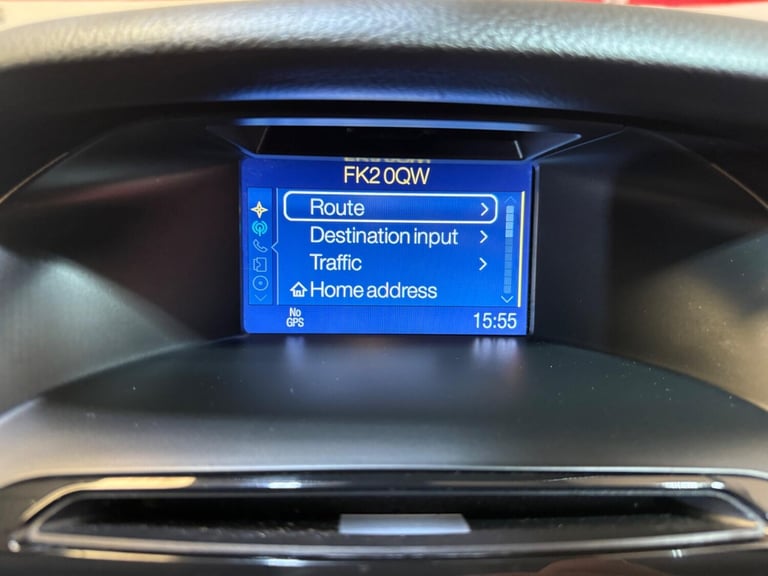 FK2 0QW
Route
Destination input
Traffic
Home address
No
GPS
15:55